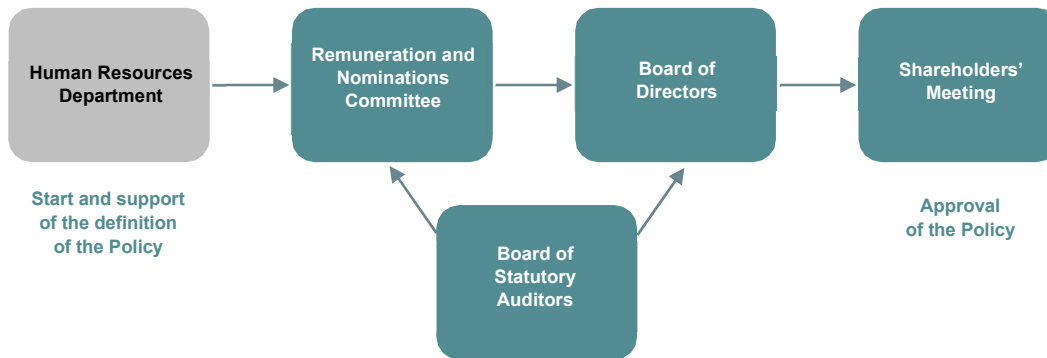 Human Resources
Department
Remuneration and
Nominations
Committee
Board of
Directors
Shareholders’
Meeting
Start and support
of the definition
of the Policy
Board of
Statutory
Auditors
Approval
of the Policy